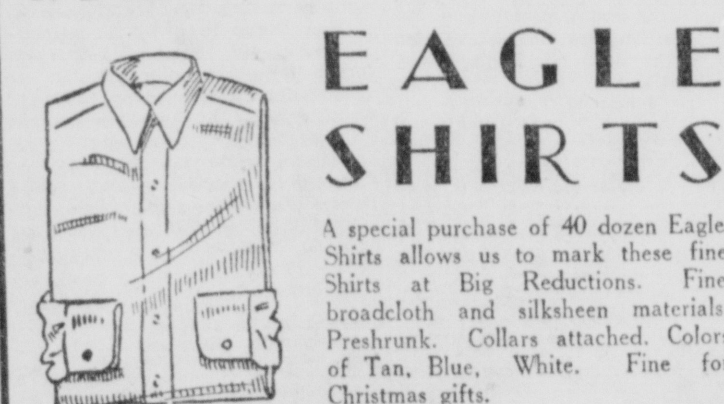 EAGLE
SHIRTS
A special purchase of 40 dozen Eagle
Shirts allows us to mark these fine
Shirts at Big Reductions. Fine
broadcloth and silksheen materials
Preshrunk. Collars attached. Colors
of Tan, Blue, White. Fine for
Christmas gifts.